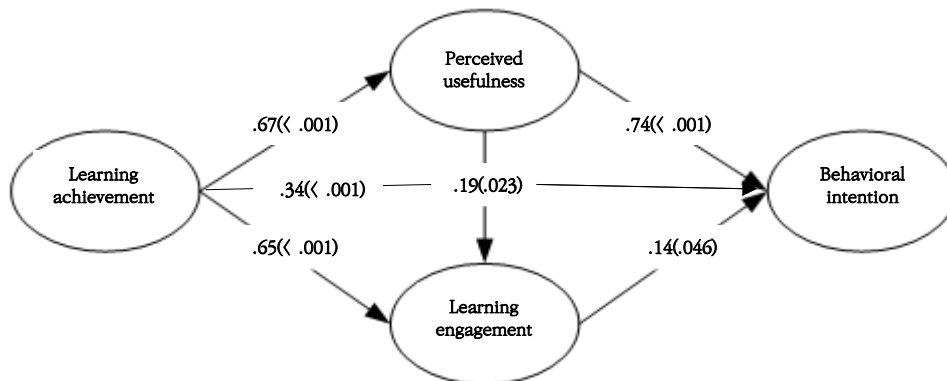 Perceived
usefulness
.67(< .001)
.74(< .001)
Learning
achievement
.34(< .001)
.19(.023)
Behavioral
intention
.65(< .001)
.14(.046)
Learning
engagement